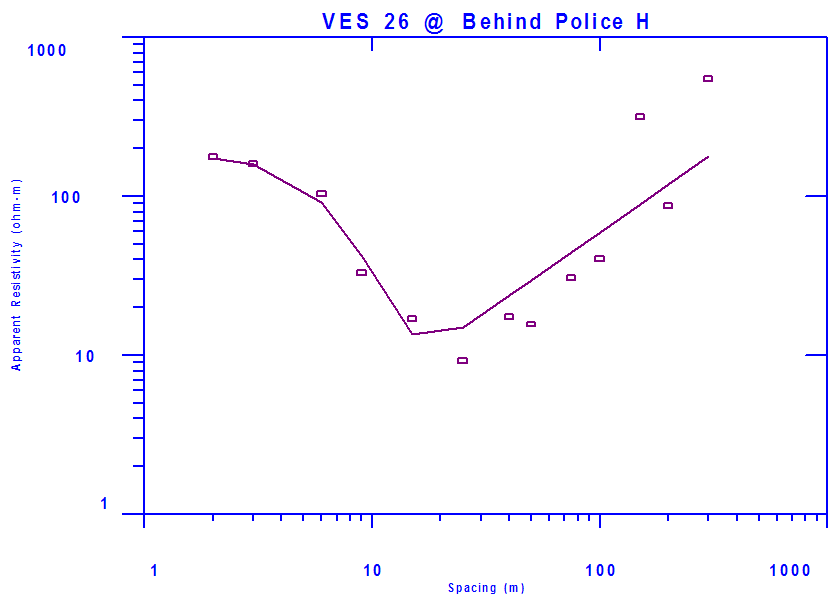 VES 26 @ Behind Police H
1000
100
10
1
Apparent Resistivity (ohm-m)
1 10 100 1000
Spacing (m)